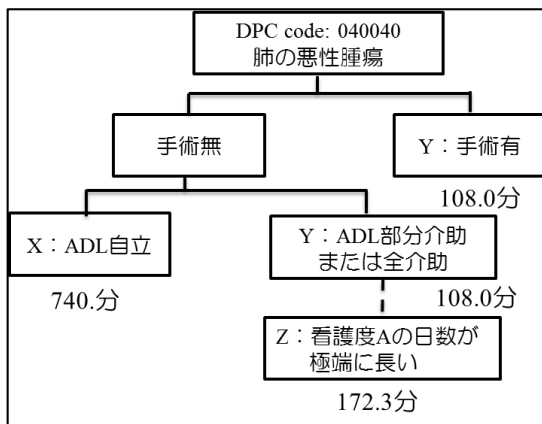 DPC code: 040040
肺の悪性腫瘍
手術無
Y：手術有
108.0分
X：ADL自立
Y：ADL部分介助
または全介助
740.分
108.0分
Z：看護度Aの日数が
極端に長い
172.3分